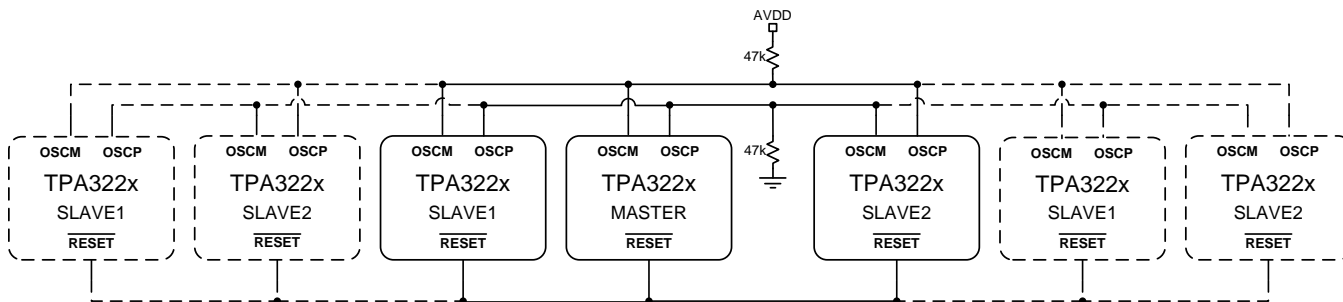 AVDD
47k
47k
OSCM OSCP
TPA322x
SLAVE1
RESET
OSCM OSCP
TPA322x
SLAVE2
RESET
OSCM OSCP
TPA322x
SLAVE1
RESET
OSCM OSCP
TPA322x
MASTER
RESET
OSCM OSCP
TPA322x
SLAVE2
RESET
OSCM OSCP
TPA322x
SLAVE1
RESET
OSCM OSCP
TPA322x
SLAVE2
RESET